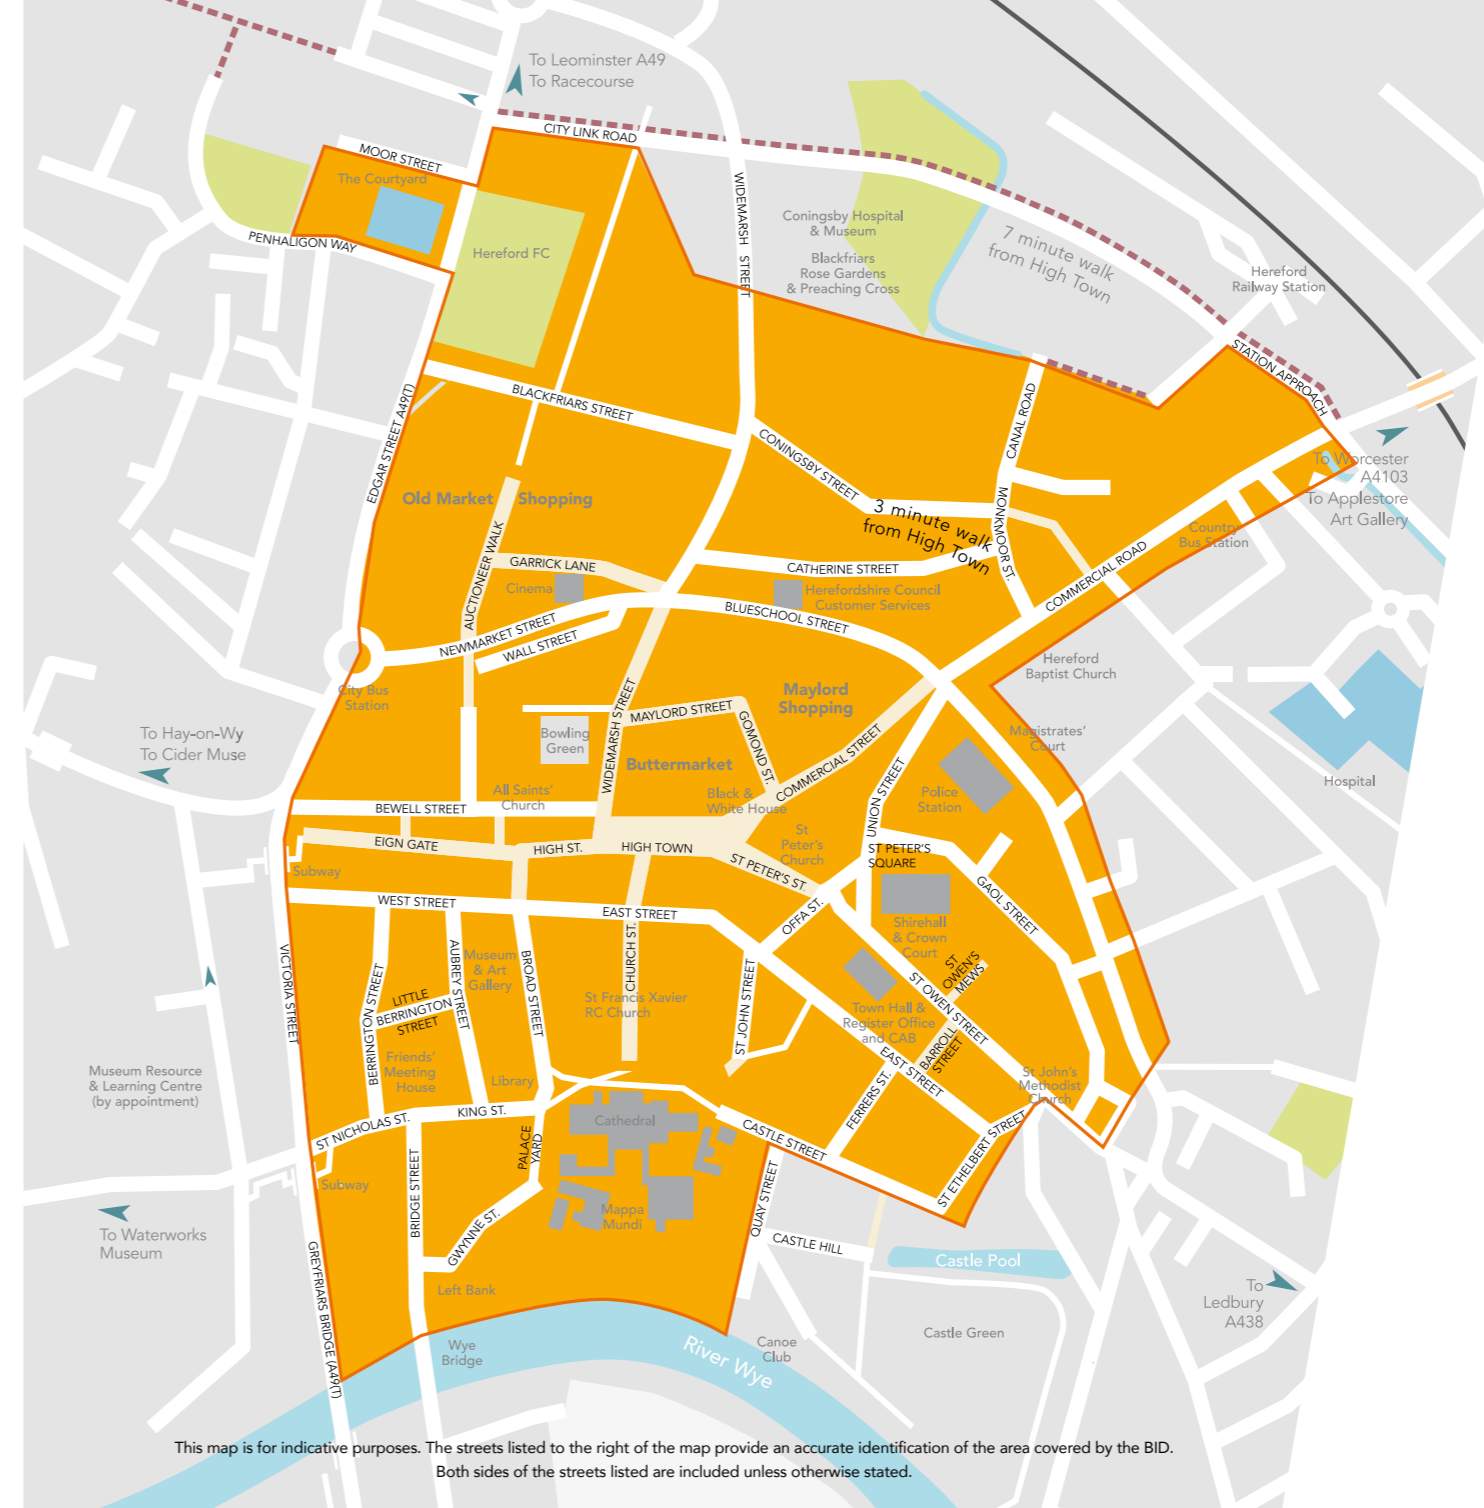 To Leominster A49
To Racecourse
CITY LINK ROAD
MOOR STREET
The Courtyard
PENHALIGON WAY
Hereford FC
WIDEMARSH STREET
Coningsby Hospital
& Museum
Blackfriars
Rose Gardens
& Preaching Cross
7 minute walk
from High Town
Hereford
Railway Station
STATION APPROACH
EDGAR STREET A49(T)
BLACKFRIARS STREET
CONINGSBY STREET
CANAL ROAD
To Worcester
A4103
To Applestore
Art Gallery
Old Market Shopping
3 minute walk
from High Town
MONKMOOR ST.
Country
Bus Station
AUCTIONEER WALK
GARRICK LANE
Cinema
CATHERINE STREET
COMMERCIAL ROAD
Herefordshire Council
Customer Services
NEWMARKET STREET
WALL STREET
BLUESCHOOL STREET
City Bus
Station
Hereford
Baptist Church
Maylord
Shopping
WIDEMARSH STREET
MAYLORD STREET
GOMOND ST.
Bowling
Green
To Hay-on-Wy
To Cider Muse
Buttermarket
COMMERCIAL STREET
Magistrates'
Court
Hospital
UNION STREET
Police
Station
All Saints'
Church
Black &
White House
BEWELL STREET
EIGN GATE
HIGH ST.
HIGH TOWN
St
Peter's
Church
ST PETER'S ST.
ST PETER'S
SQUARE
Subway
WEST STREET
EAST STREET
OFFA ST.
GAOL STREET
Shirehall
& Crown
Court
VICTORIA STREET
BERRINGTON STREET
AUBREY STREET
Museum
& Art
Gallery
BROAD STREET
CHURCH ST.
ST JOHN STREET
ST
OWEN'S
MEWS
LITTLE
BERRINGTON
STREET
St Francis Xavier
RC Church
ST OWEN STREET
Town Hall &
Register Office
and CAB
BARROLL
STREET
EAST STREET
Friends'
Meeting
House
Library
Museum Resource
& Learning Centre
(by appointment)
St John's
Methodist
Church
FERRERS ST.
ST NICHOLAS ST.
KING ST.
Cathedral
CASTLE STREET
ST ETHELBERT STREET
PALACE
YARD
Subway
BRIDGE STREET
QUAY STREET
Mappa
Mundi
GWYNNE ST.
To Waterworks
Museum
CASTLE HILL
Castle Pool
GREYFRIARS BRIDGE (A49(T)
Left Bank
To
Ledbury
A438
Wye
Bridge
River Wye
Canoe
Club
Castle Green
This map is for indicative purposes. The streets listed to the right of the map provide an accurate identification of the area covered by the BID.
Both sides of the streets listed are included unless otherwise stated.